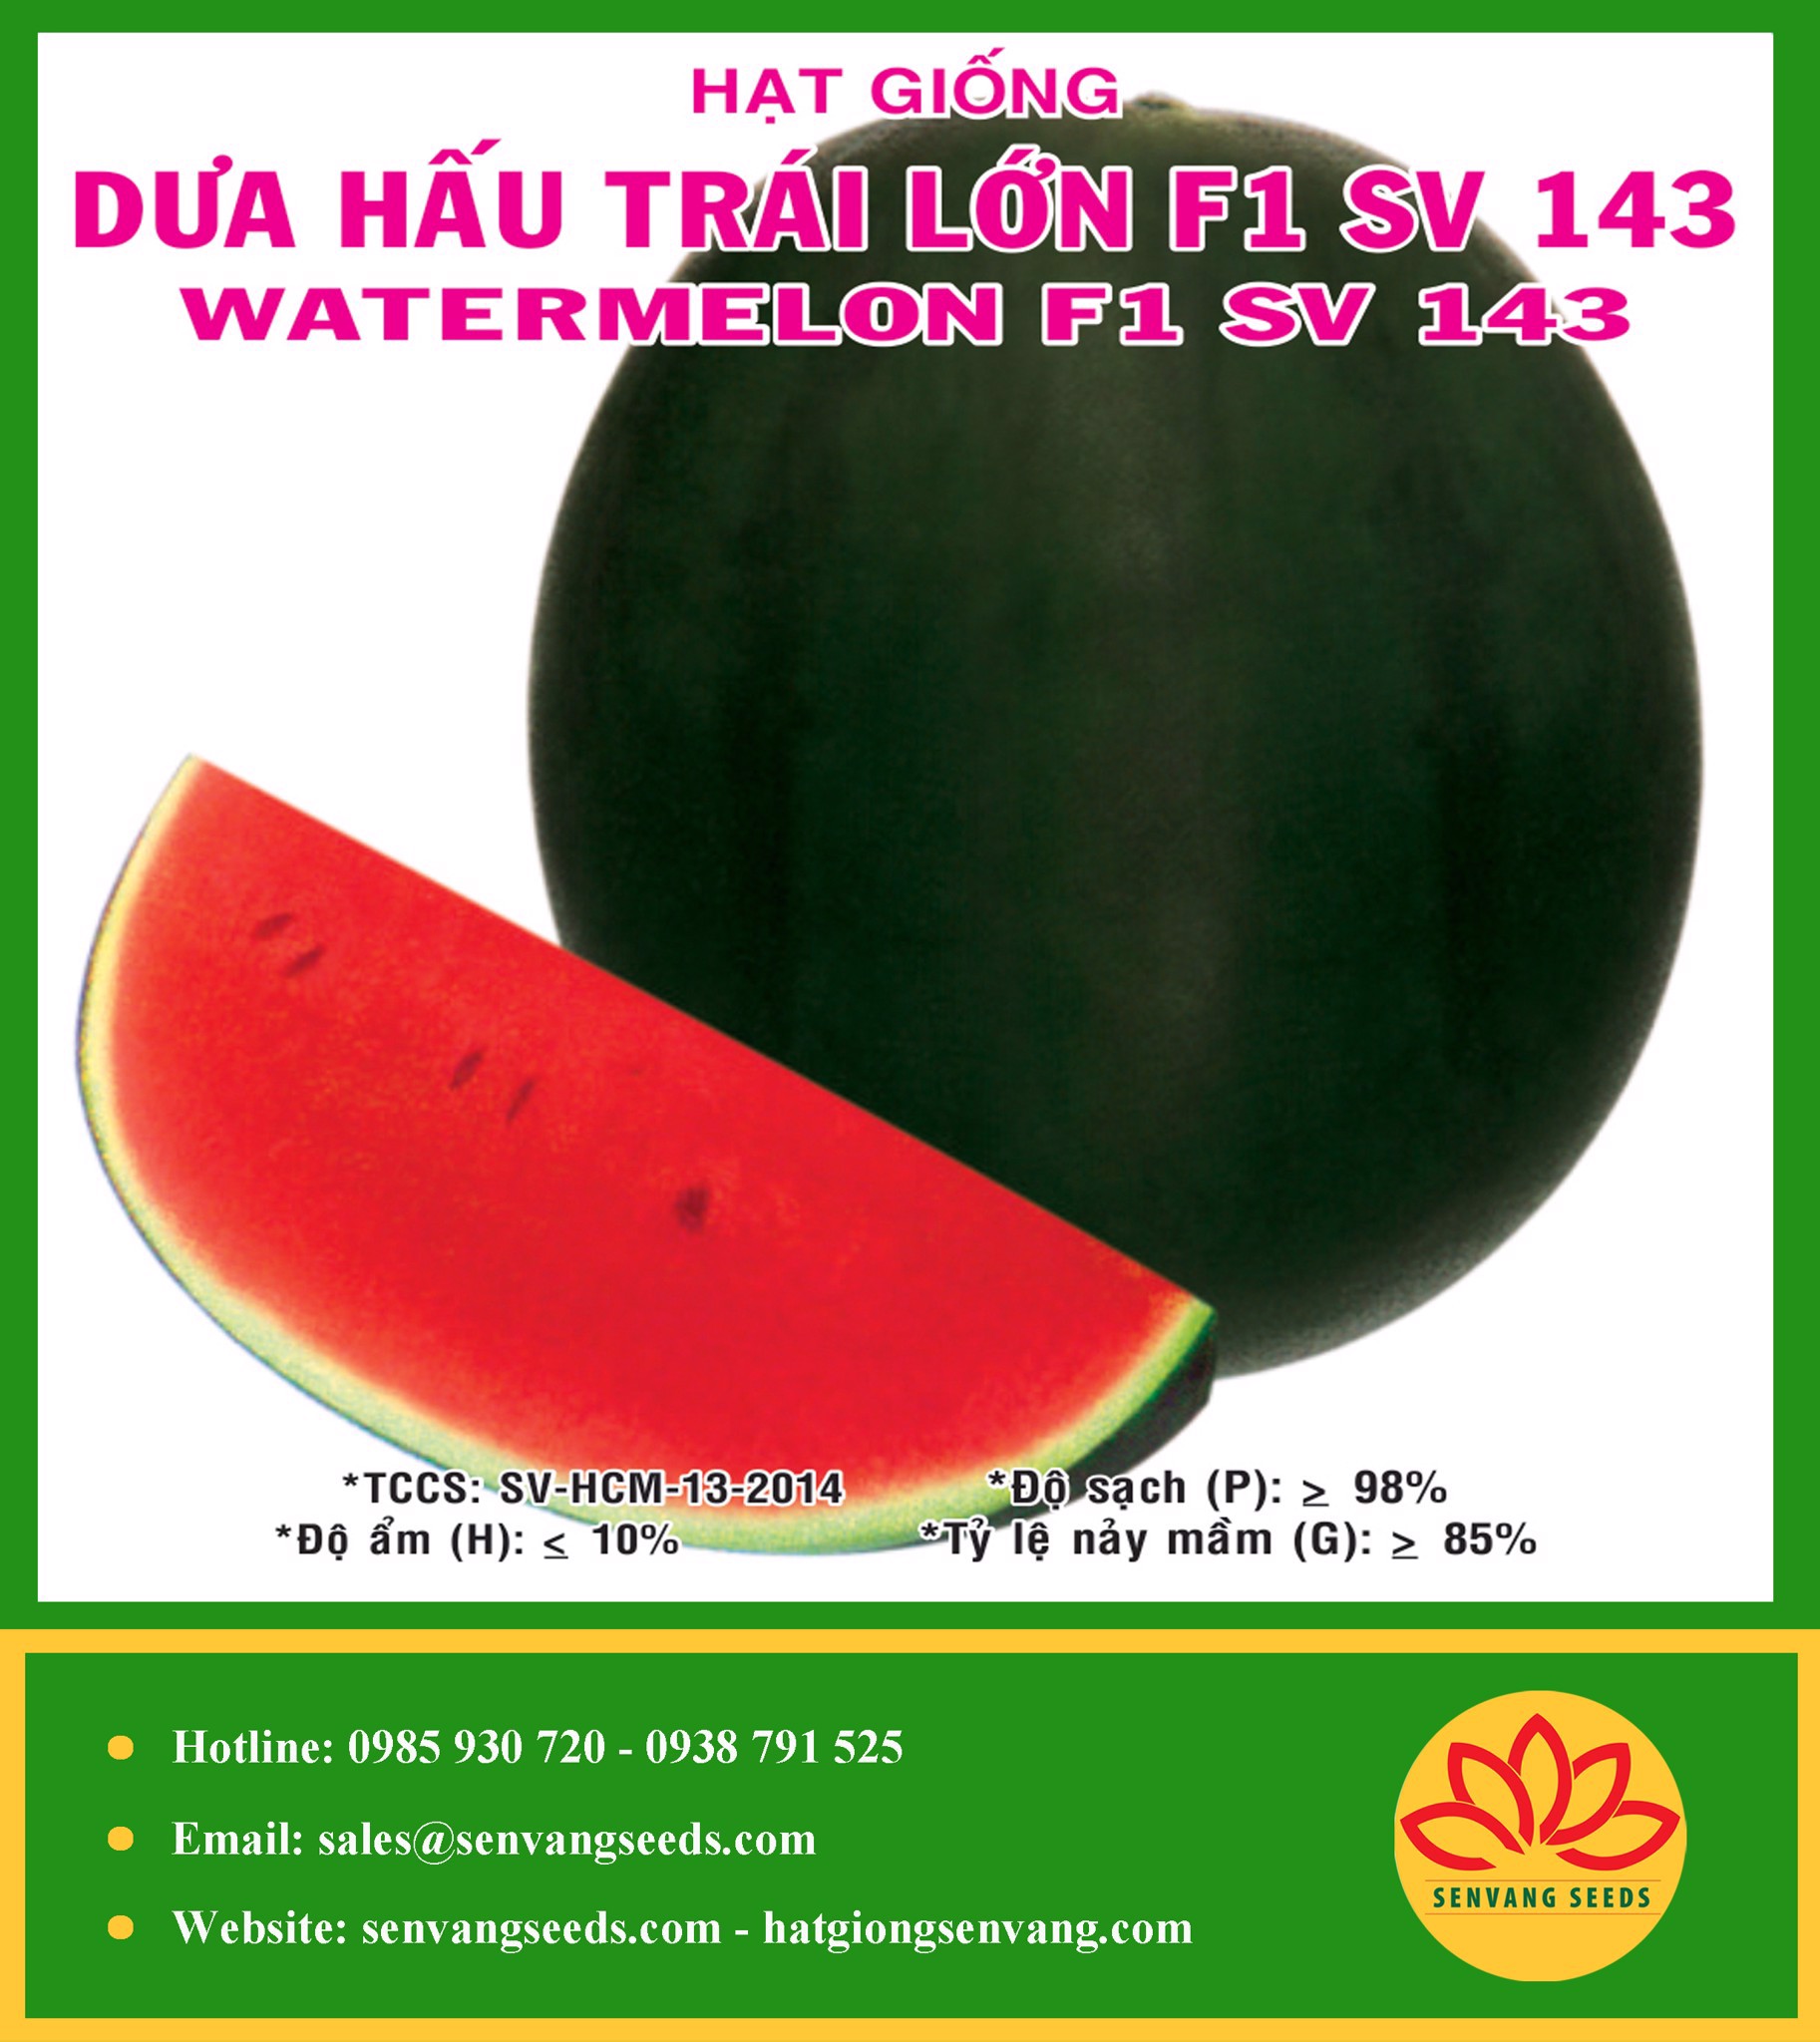 HẠT GIỐNG
DƯA HẤU TRÁI LỚN F1 SV 143
WATERMELON F1 SV 143
*TCCS: SV-HCM-13-2014 *Độ sạch (P): ≥ 98%
*Độ ẩm (H): ≤ 10% *Tỷ lệ nảy mầm (G): ≥ 85%
Hotline: 0985 930 720 - 0938 791 525
Email: sales@senvangseeds.com
Website: senvangseeds.com - hatgiongsenvang.com
SENVANG SEEDS